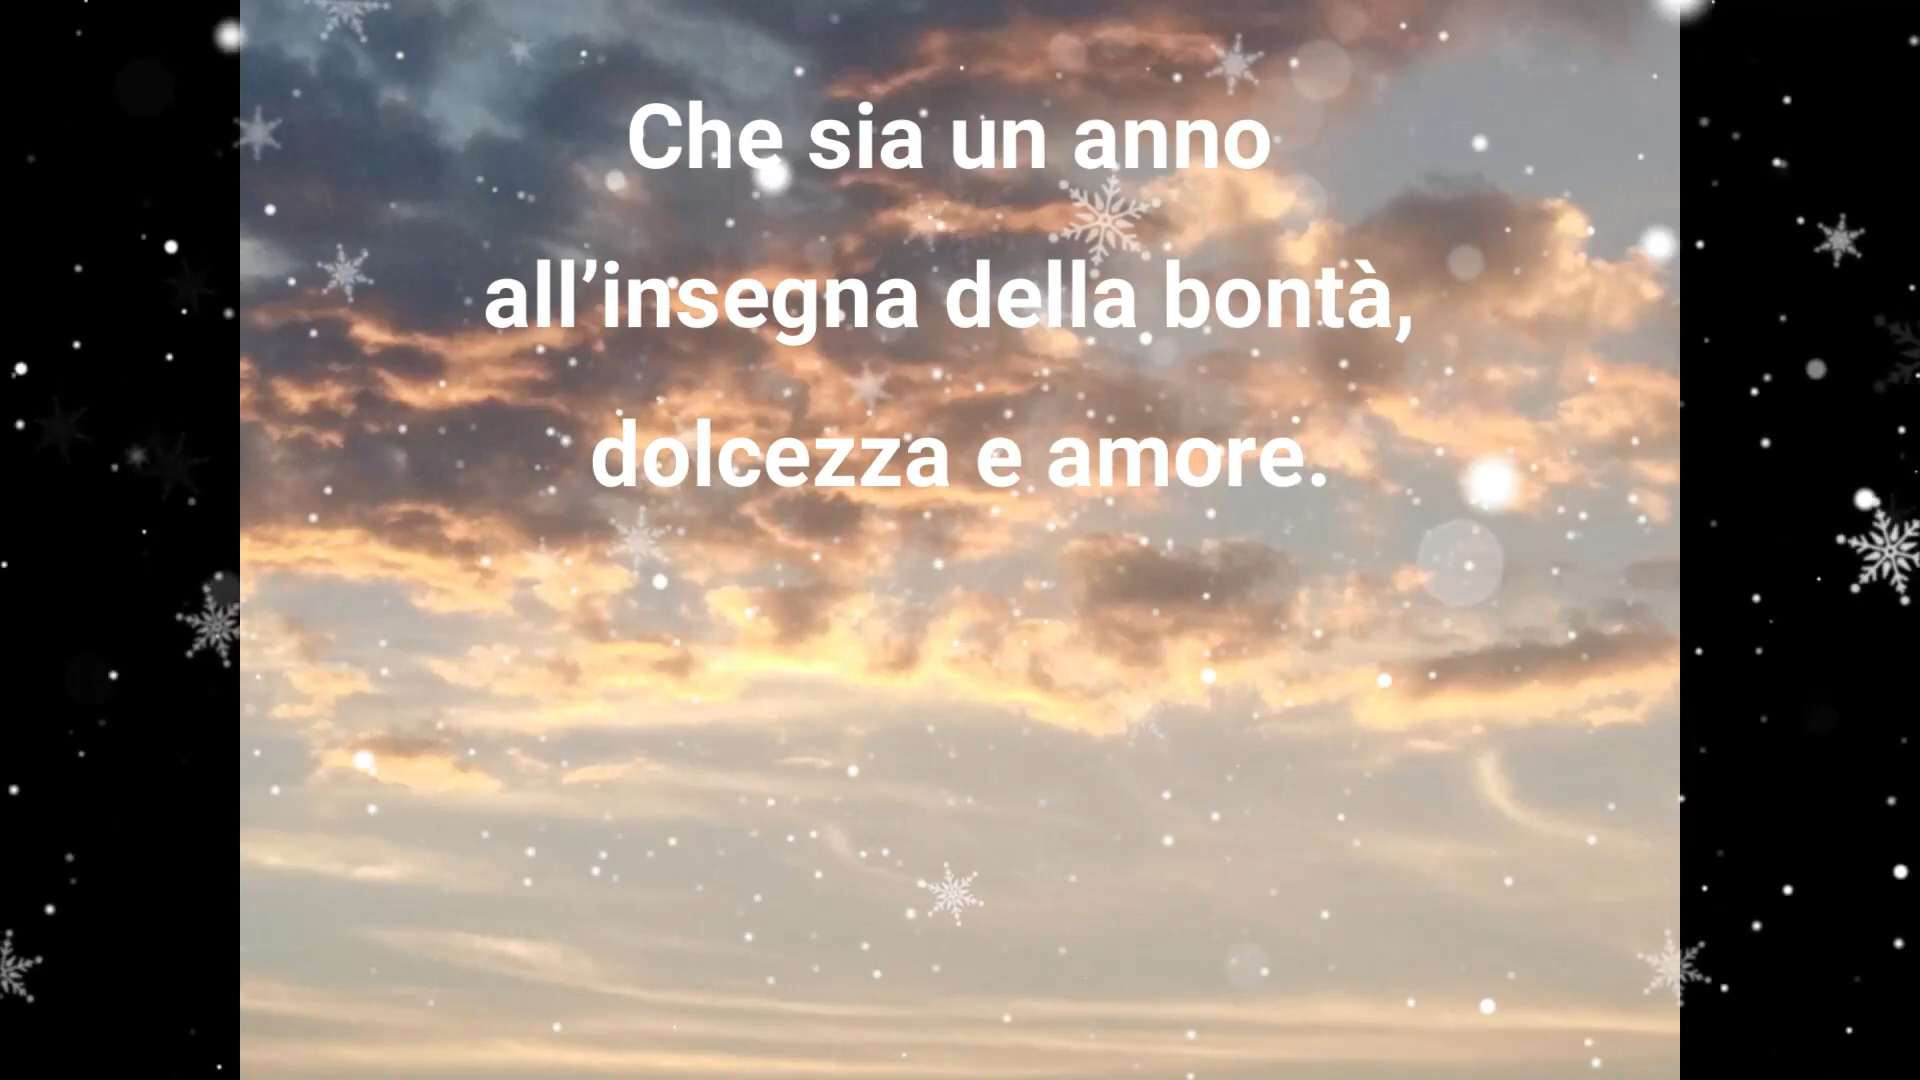 Che sia un anno
all’insegna della bontà,
dolcezza e amore.